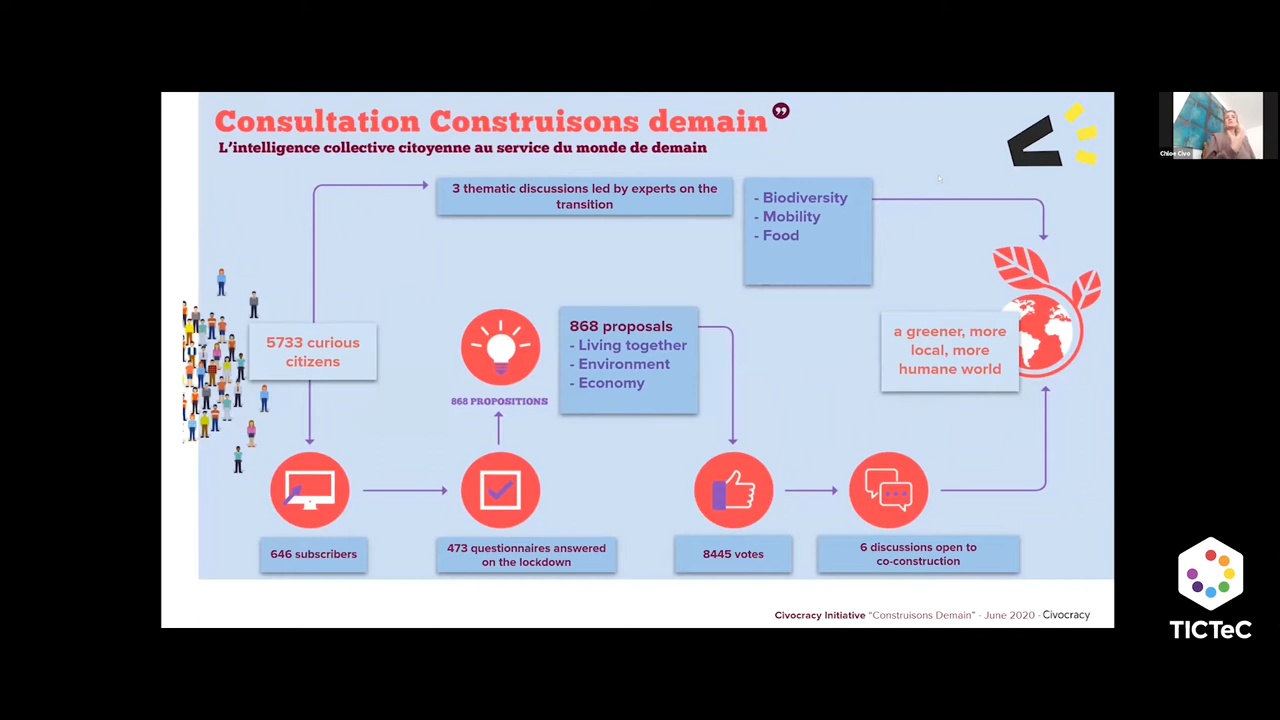 Consultation Construisons demain”
L’intelligence collective citoyenne au service du monde de demain
3 thematic discussions led by experts on the
transition
- Biodiversity
- Mobility
- Food
5733 curious
citizens
868 PROPOSITIONS
868 proposals
- Living together
- Environment
- Economy
a greener, more
local, more
humane world
646 subscribers
473 questionnaires answered
on the lockdown
8445 votes
6 discussions open to
co-construction
Civocracy Initiative “Construisons Demain” - June 2020 - Civocracy
Chloe Civo
TICTeC